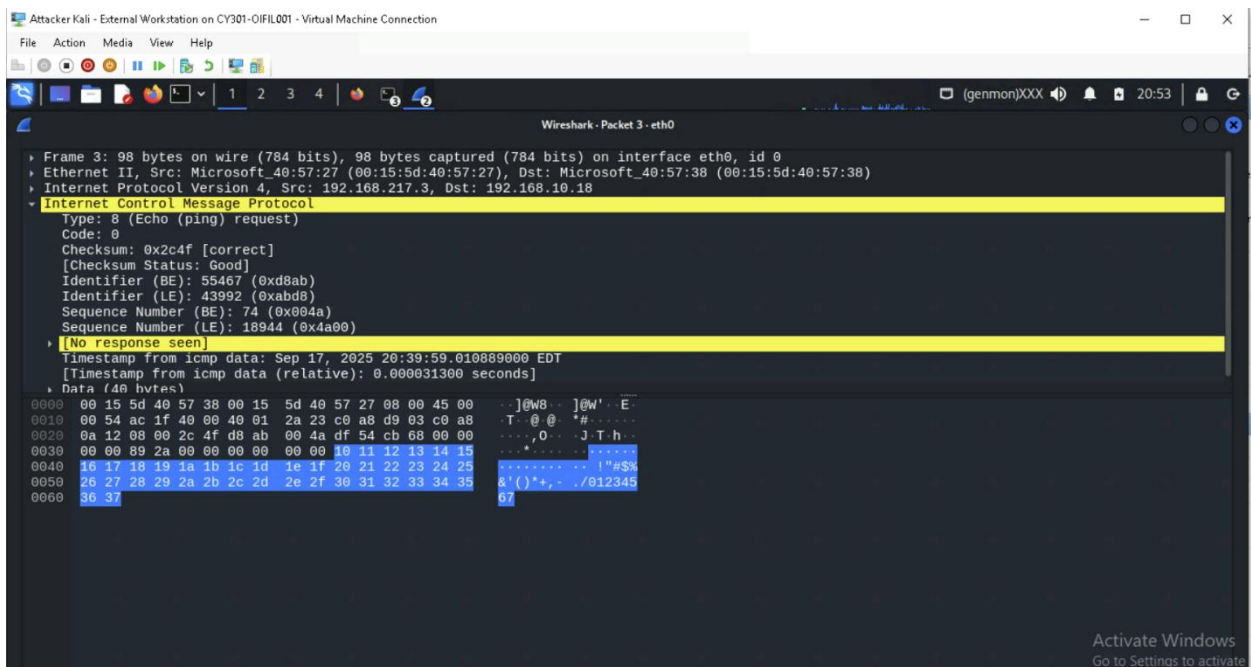 Attacker Kali - External Workstation on CY301-OIFIL001 - Virtual Machine Connection
File Action Media View Help
1 2 3 4 3 2 (genmon)XXX 20:53
Wireshark · Packet 3 · eth0
Frame 3: 98 bytes on wire (784 bits), 98 bytes captured (784 bits) on interface eth0, id 0
Ethernet II, Src: Microsoft_40:57:27 (00:15:5d:40:57:27), Dst: Microsoft_40:57:38 (00:15:5d:40:57:38)
Internet Protocol Version 4, Src: 192.168.217.3, Dst: 192.168.10.18
Internet Control Message Protocol
Type: 8 (Echo (ping) request)
Code: 0
Checksum: 0x2c4f [correct]
[Checksum Status: Good]
Identifier (BE): 55467 (0xd8ab)
Identifier (LE): 43992 (0xabd8)
Sequence Number (BE): 74 (0x004a)
Sequence Number (LE): 18944 (0x4a00)
[No response seen]
Timestamp from icmp data: Sep 17, 2025 20:39:59.010889000 EDT
[Timestamp from icmp data (relative): 0.000031300 seconds]
Data (40 bytes)
0000 00 15 5d 40 57 38 00 15 5d 40 57 27 08 00 45 00 ··]@W8·· ]@W'··E·
0010 00 54 ac 1f 40 00 40 01 2a 23 c0 a8 d9 03 c0 a8 ·T··@·@· *#······
0020 0a 12 08 00 2c 4f d8 ab 00 4a df 54 cb 68 00 00 ····,O·· ·J·T·h··
0030 00 00 89 2a 00 00 00 00 00 00 10 11 12 13 14 15 ···*···· ········
0040 16 17 18 19 1a 1b 1c 1d 1e 1f 20 21 22 23 24 25 ········ ·· !"#$%
0050 26 27 28 29 2a 2b 2c 2d 2e 2f 30 31 32 33 34 35 &'()*+,- ./012345
0060 36 37 67
Activate Windows
Go to Settings to activate